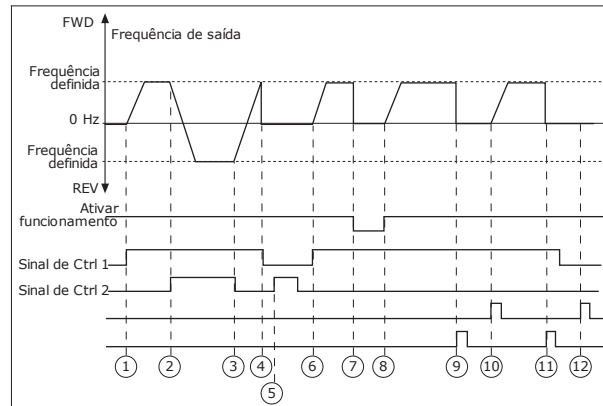 FWD
Frequência de saída
Frequência
definida
0 Hz
Frequência
definida
REV
Ativar
funcionamento
Sinal de Ctrl 1
Sinal de Ctrl 2
1 2 3 4 6 7 8 9 10 11 12
5